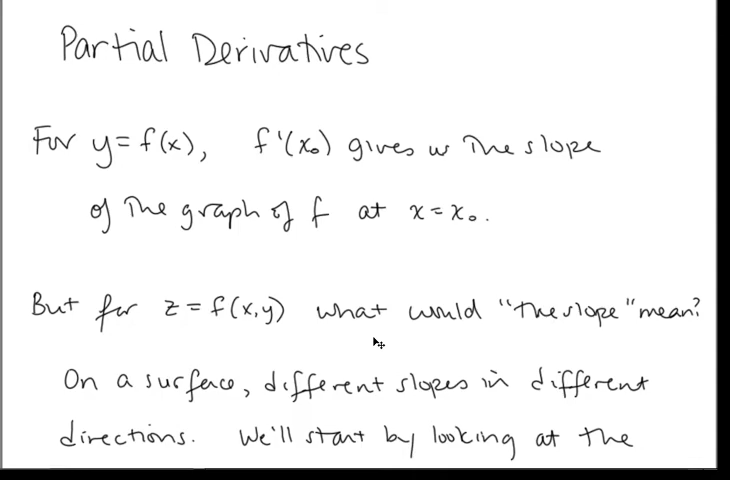 Partial Derivatives
For y = f(x), f'(x₀) gives us the slope
of the graph of f at x = x₀.
But for z = f(x,y) what would "the slope" mean?
On a surface, different slopes in different
directions. We'll start by looking at the